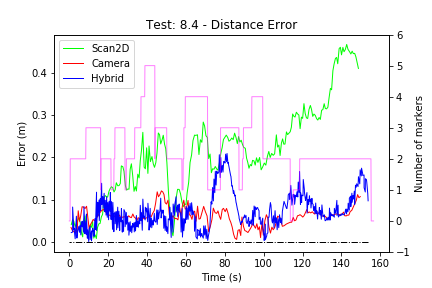 Test: 8.4 - Distance Error
Scan2D
Camera
Hybrid
Error (m)
0.4
0.3
0.2
0.1
0.0
6
5
4
3
2
1
0
−1
Number of markers
0 20 40 60 80 100 120 140 160
Time (s)